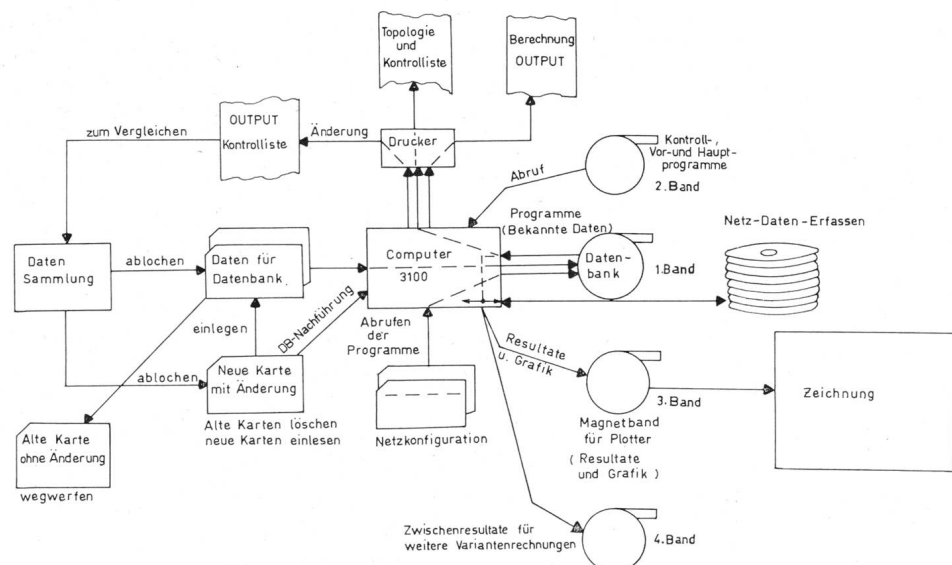 Topologie
und
Kontrolliste
Berechnung
OUTPUT
OUTPUT
Kontrolliste
zum Vergleichen
Änderung
Drucker
Kontroll-,
Vor-und Haupt-
programme
2.Band
Abruf
Programme
(Bekannte Daten)
Netz-Daten-Erfassen
Daten
Sammlung
ablochen
Daten für
Datenbank.
Computer
3100
Daten-
bank
1.Band
einlegen
DB-Nachführung
Abrufen
der
Programme
Resultate
u. Grafik
ablochen
Neue Karte
mit Änderung
Alte Karten löschen
neue Karten einlesen
Netzkonfiguration
3.Band
Magnetband
für Plotter
( Resultate
und Grafik )
Zeichnung
Alte Karte
ohne Änderung
wegwerfen
Zwischenresultate für
weitere Variantenrechnungen
4.Band